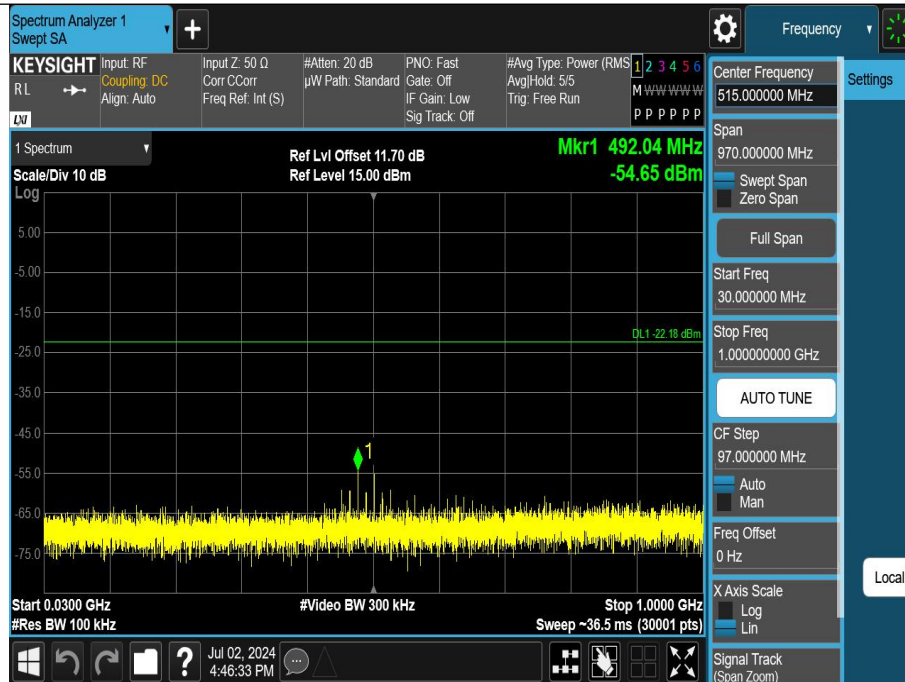 Spectrum Analyzer 1
Swept SA
Frequency
KEYSIGHT
RL
LXI
Input: RF
Coupling: DC
Align: Auto
Input Z: 50 Ω
Corr CCorr
Freq Ref: Int (S)
#Atten: 20 dB
µW Path: Standard
PNO: Fast
Gate: Off
IF Gain: Low
Sig Track: Off
#Avg Type: Power (RMS
Avg|Hold: 5/5
Trig: Free Run
1 2 3 4 5 6
M W W W W W
P P P P P P
1 Spectrum
Scale/Div 10 dB
Log
Ref Lvl Offset 11.70 dB
Ref Level 15.00 dBm
Mkr1 492.04 MHz
-54.65 dBm
5.00
-5.00
-15.0
DL1 -22.18 dBm
-25.0
-35.0
-45.0
1
-55.0
-65.0
-75.0
Start 0.0300 GHz
#Res BW 100 kHz
#Video BW 300 kHz
Stop 1.0000 GHz
Sweep ~36.5 ms (30001 pts)
?
Jul 02, 2024
4:46:33 PM
Center Frequency
515.000000 MHz
Span
970.000000 MHz
Swept Span
Zero Span
Full Span
Start Freq
30.000000 MHz
Stop Freq
1.000000000 GHz
AUTO TUNE
CF Step
97.000000 MHz
Auto
Man
Freq Offset
0 Hz
X Axis Scale
Log
Lin
Signal Track
(Span Zoom)
Settings
Local